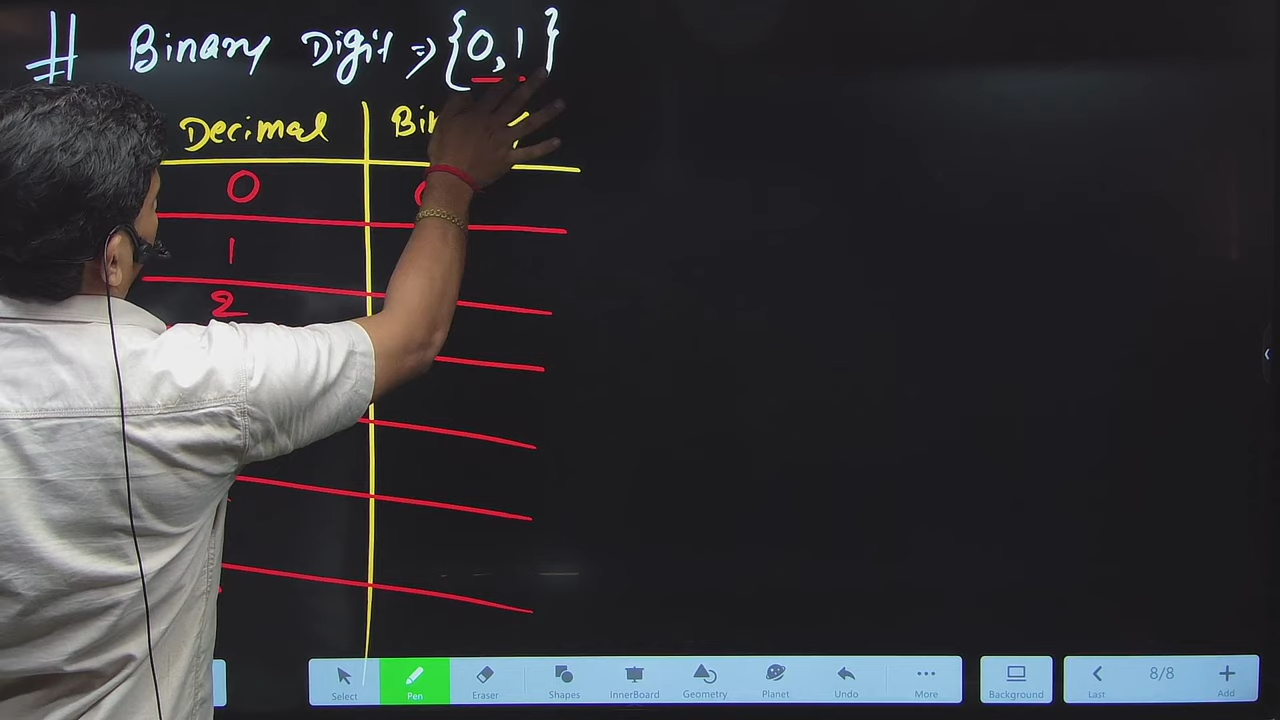 # Binary Digit ⇒ {0, 1}
Decimal
0
1
2
Select Pen Eraser Shapes InnerBoard Geometry Planet Undo More Background Last 8/8 Add